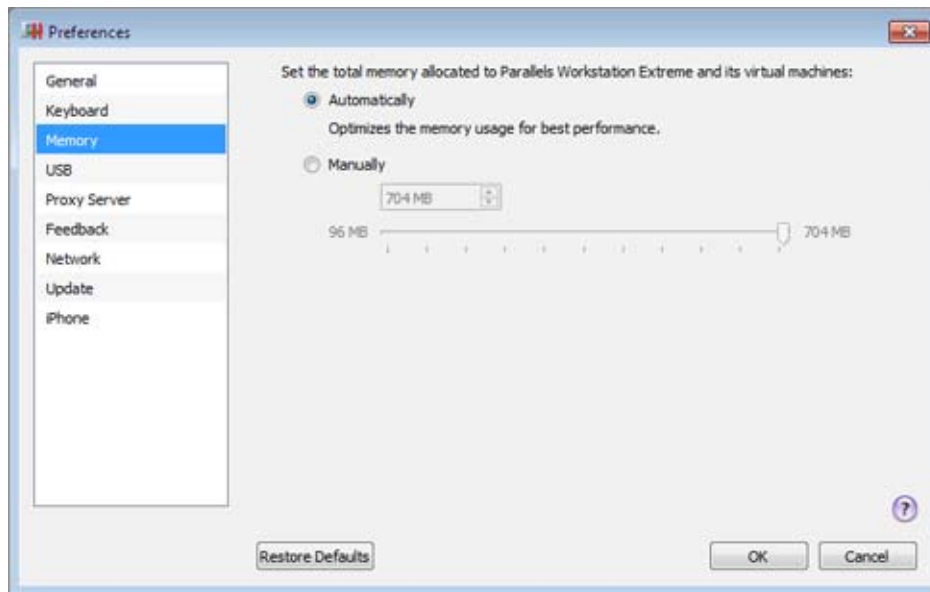 Preferences
General
Keyboard
Memory
USB
Proxy Server
Feedback
Network
Update
iPhone
Set the total memory allocated to Parallels Workstation Extreme and its virtual machines:
Automatically
Optimizes the memory usage for best performance.
Manually
704 MB
96 MB 704 MB
?
Restore Defaults OK Cancel